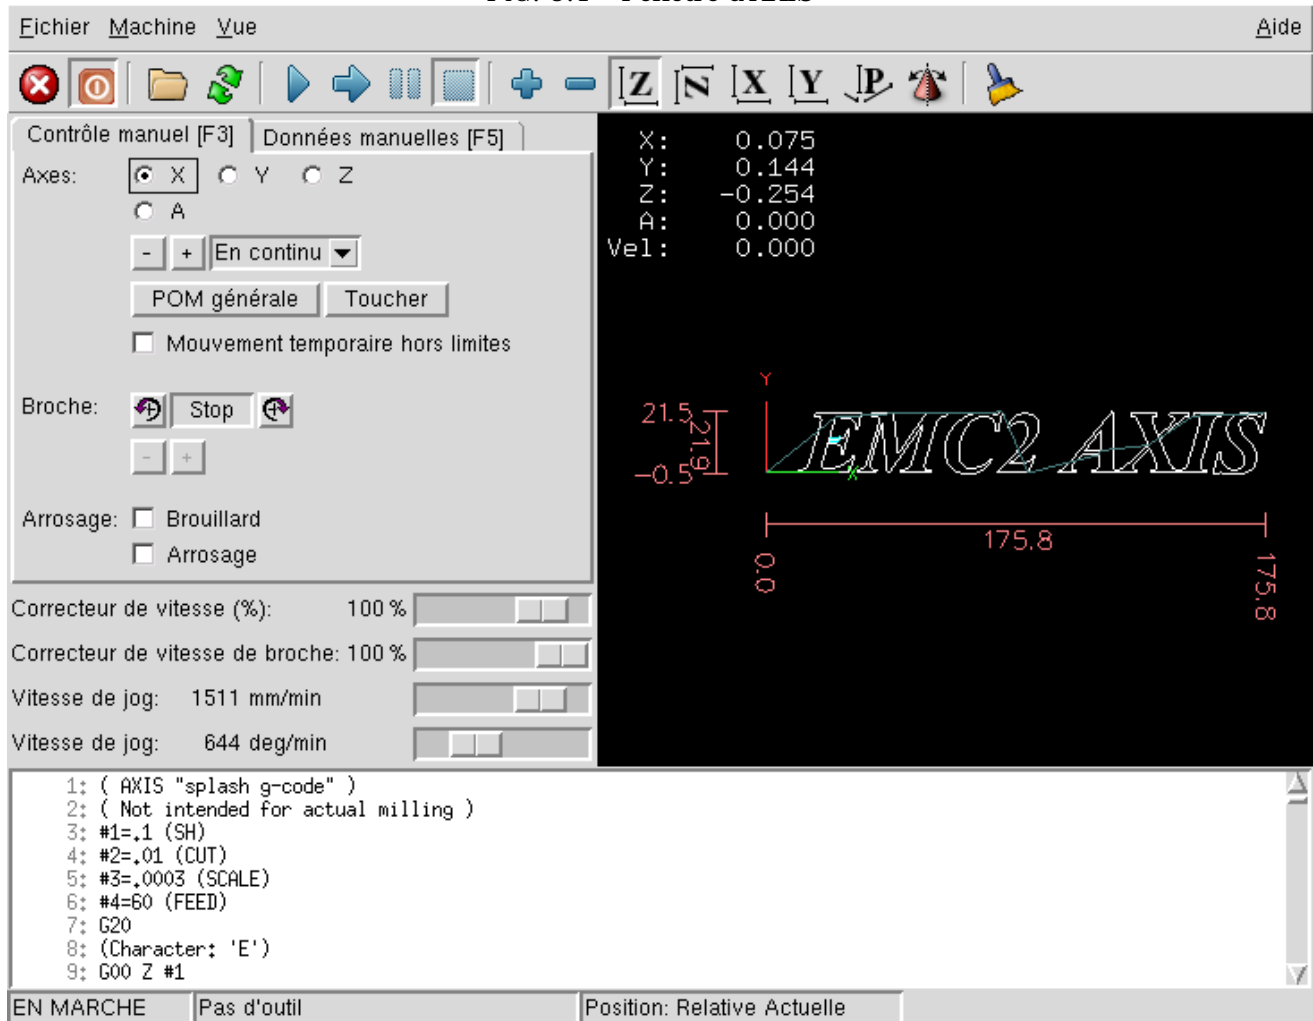 Fichier Machine Vue Aide
Z N X Y P
Contrôle manuel [F3] Données manuelles [F5]
Axes: X Y Z
A
- + En continu
POM générale Toucher
Mouvement temporaire hors limites
Broche: Stop
- +
Arrosage: Brouillard
Arrosage
Correcteur de vitesse (%): 100 %
Correcteur de vitesse de broche: 100 %
Vitesse de jog: 1511 mm/min
Vitesse de jog: 644 deg/min
X: 0.075
Y: 0.144
Z: -0.254
A: 0.000
Vel: 0.000
Y
21.5
21.9
-0.5
EMC2 AXIS
X
175.8
0.0
175.8
1: ( AXIS "splash g-code" )
2: ( Not intended for actual milling )
3: #1=.1 (SH)
4: #2=.01 (CUT)
5: #3=.0003 (SCALE)
6: #4=60 (FEED)
7: G20
8: (Character: 'E')
9: G00 Z #1
EN MARCHE Pas d'outil Position: Relative Actuelle